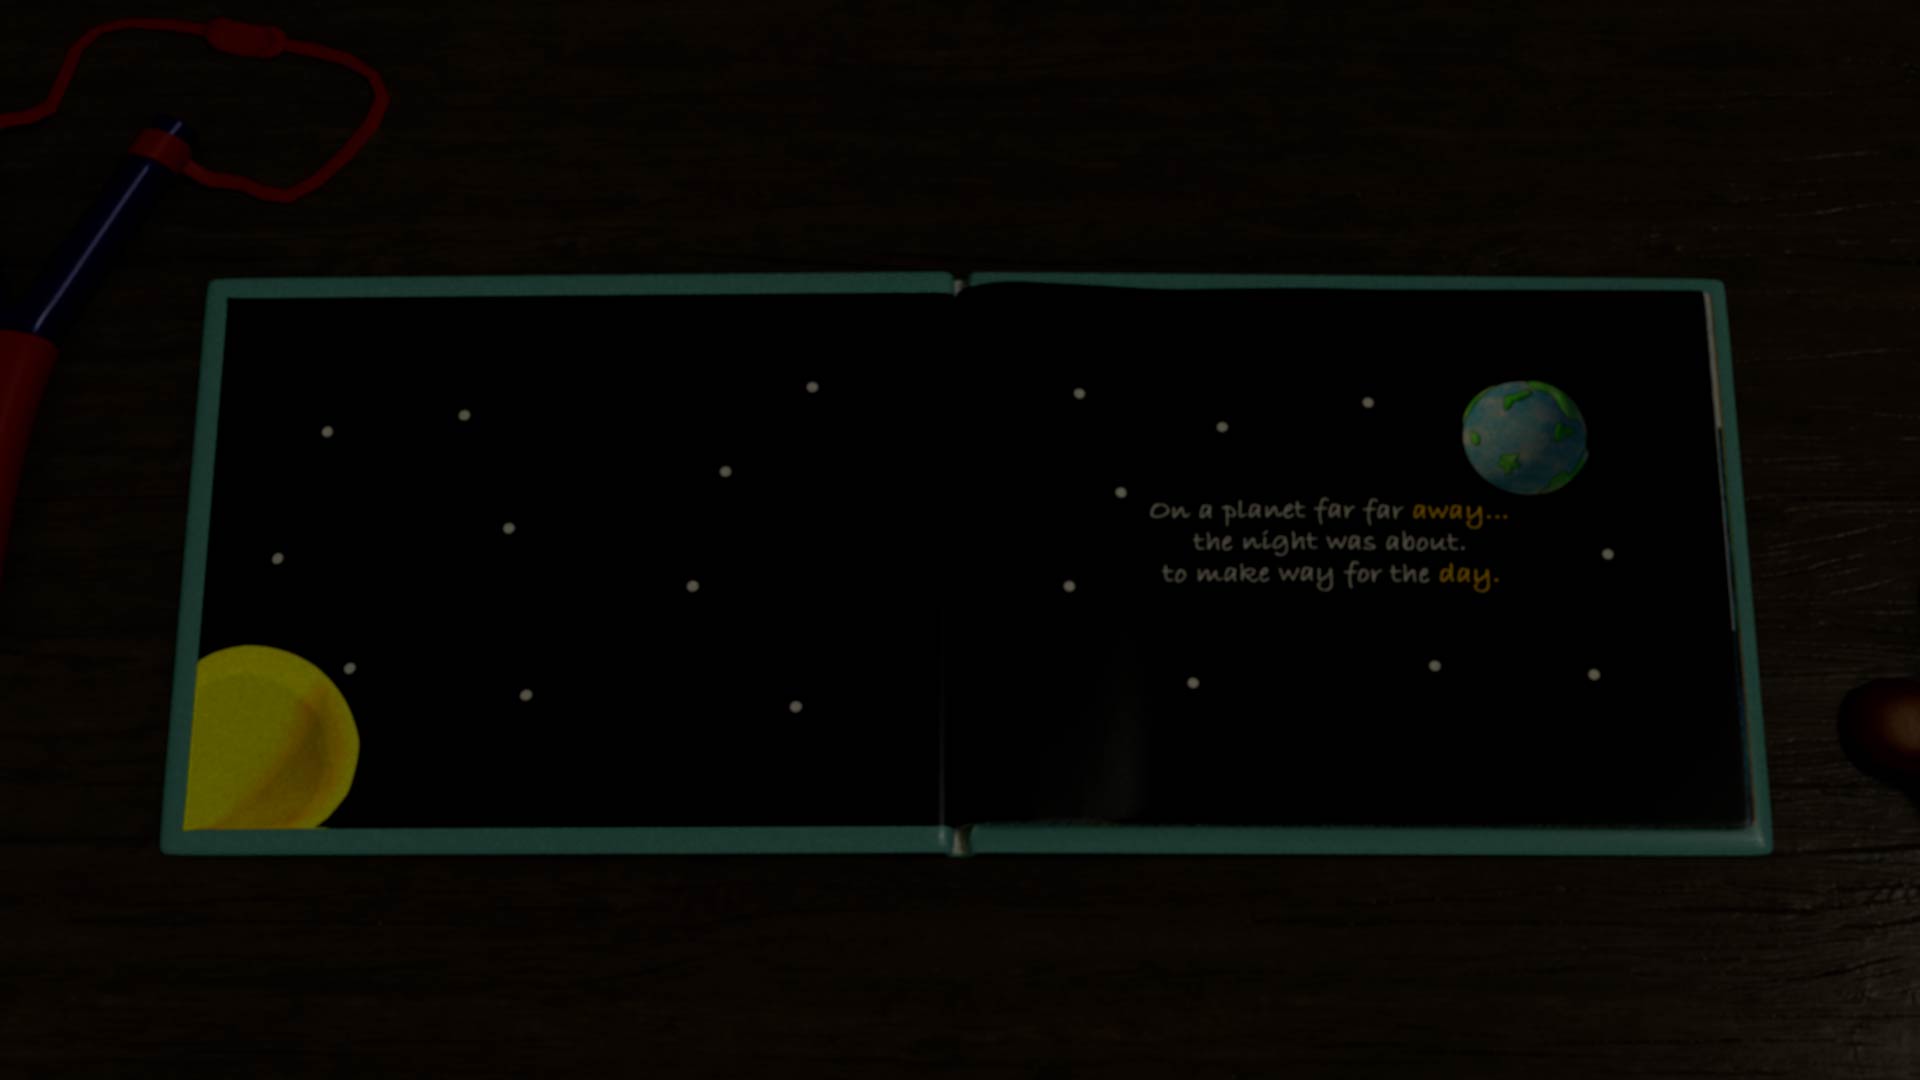 On a planet far far away...
the night was about.
to make way for the day.